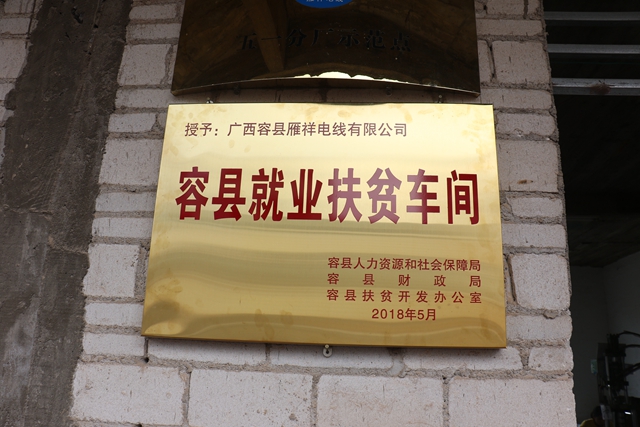 授予：广西容县雁祥电线有限公司
容县就业扶贫车间
容县人力资源和社会保障局
容县财政局
容县扶贫开发办公室
2018年5月